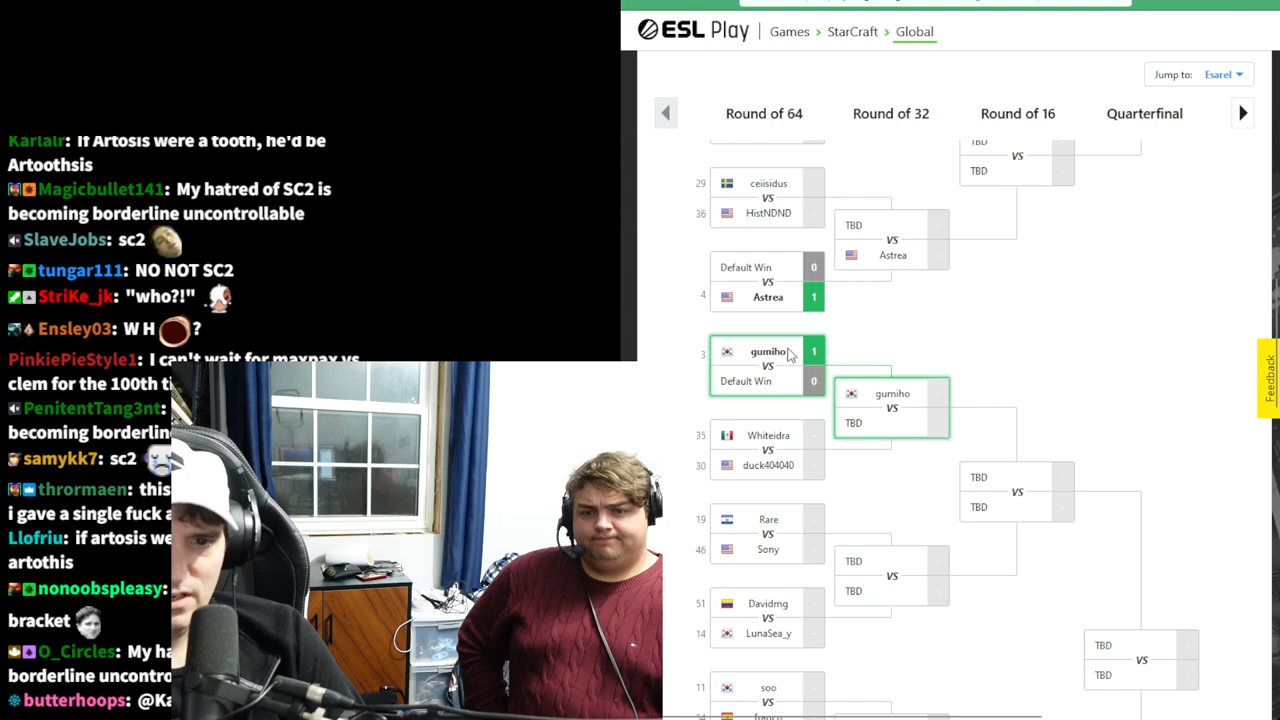 ESL Play
Games > StarCraft > Global
Jump to: Esarel
Round of 64
Round of 32
Round of 16
Quarterfinal
TBD
VS
TBD
29 ceiisidus -
VS
36 HistNDND -
TBD -
VS
Astrea -
Default Win 0
VS
4 Astrea 1
3 gumiho 1
VS
Default Win 0
gumiho -
VS
TBD -
35 Whiteidra -
VS
30 duck404040 -
TBD -
VS
TBD -
19 Rare -
VS
46 Sony -
TBD -
VS
TBD -
51 Davidmg -
VS
14 LunaSea_y -
TBD -
VS
TBD -
11 soo -
VS
Feedback
Karlalr: If Artosis were a tooth, he'd be
Artoothsis
Magicbullet141: My hatred of SC2 is
becoming borderline uncontrollable
SlaveJobs: sc2
tungar111: NO NOT SC2
StriKe_jk: "who?!"
Ensley03: W H ?
PinkiePieStyle1: I can't wait for maxpax vs
clem for the 100th
PenitentTang3nt:
becoming borderlin
samykk7: sc2
thrormaen: this
i gave a single fuck
Llofriu: if artosis we
artothis
nonoobspleasy:
bracket
O_Circles: My ha
borderline uncontro
butterhoops: @Ka